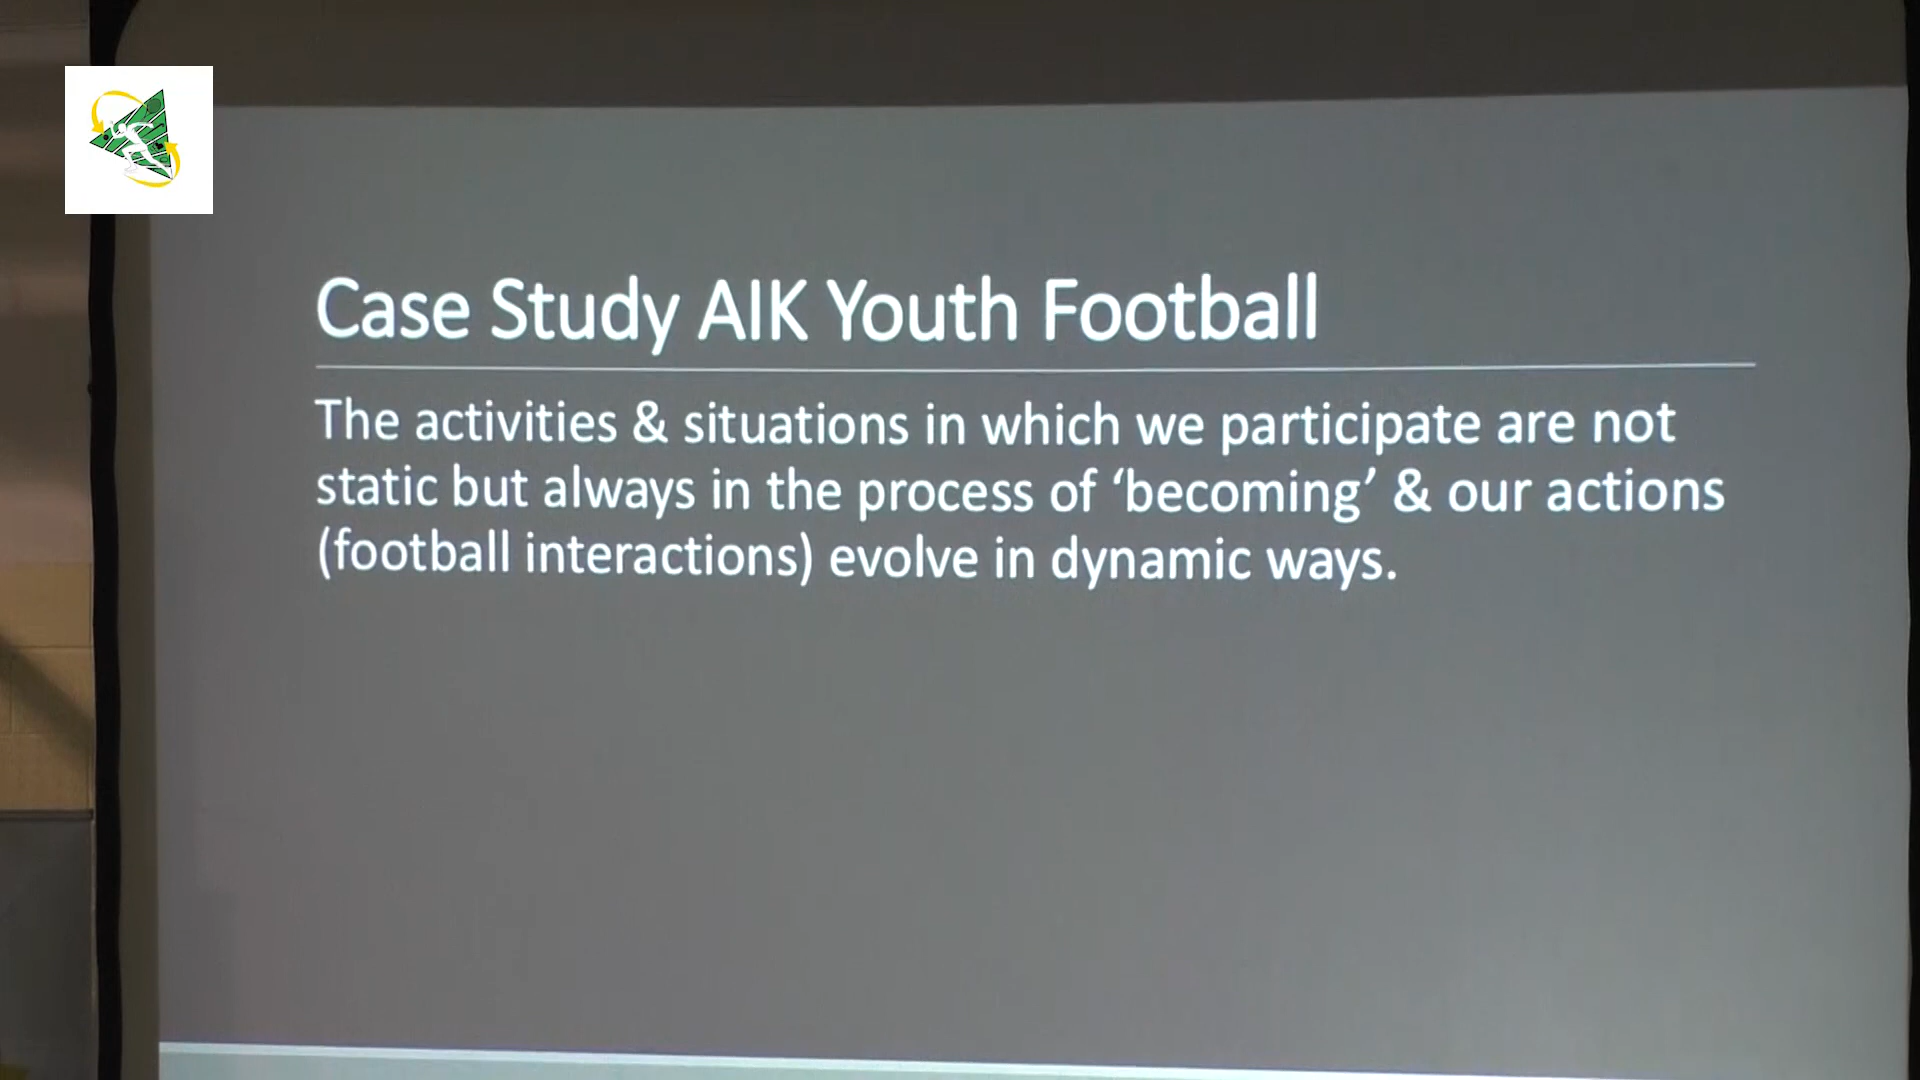 Case Study AIK Youth Football
The activities & situations in which we participate are not
static but always in the process of ‘becoming’ & our actions
(football interactions) evolve in dynamic ways.